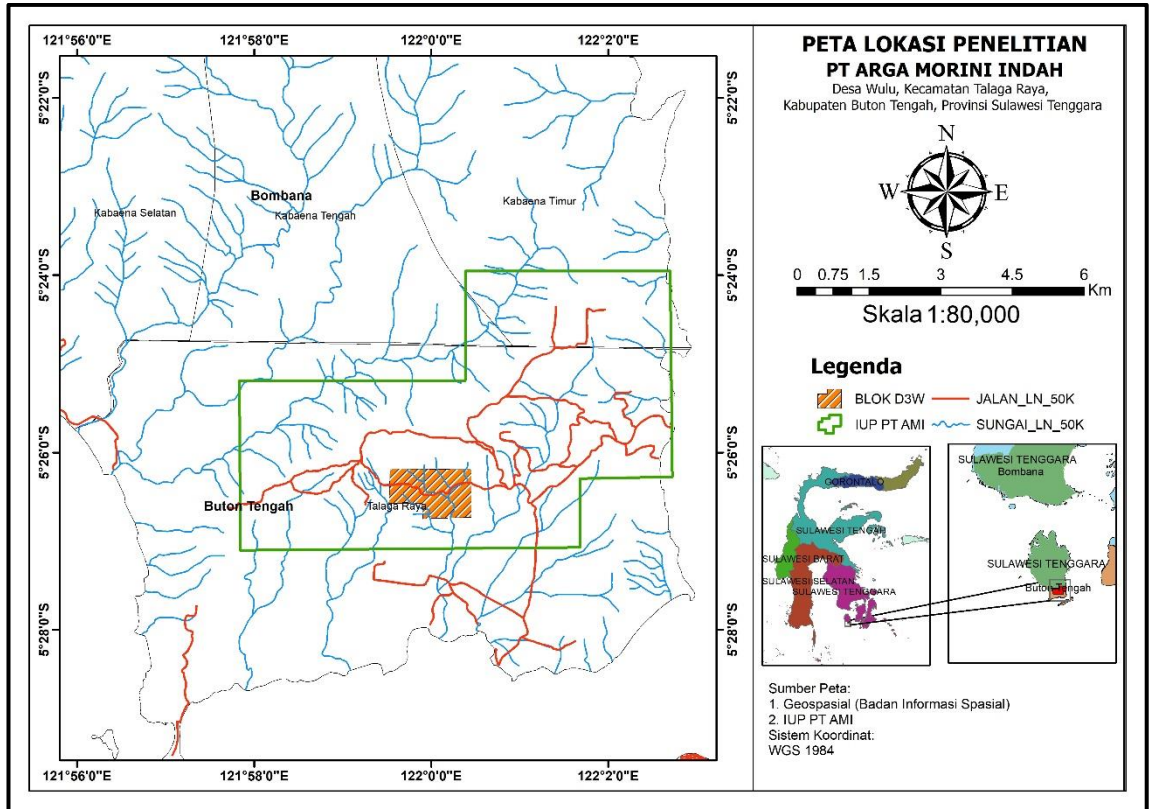 121°56'0"E 121°58'0"E 122°0'0"E 122°2'0"E
5°22'0"S 5°22'0"S
5°24'0"S 5°24'0"S
5°26'0"S 5°26'0"S
5°28'0"S 5°28'0"S
121°56'0"E 121°58'0"E 122°0'0"E 122°2'0"E
Bombana
Kabaena Selatan
Kabaena Tengah
Kabaena Timur
Buton Tengah
Talaga Raya
PETA LOKASI PENELITIAN
PT ARGA MORINI INDAH
Desa Wulu, Kecamatan Talaga Raya,
Kabupaten Buton Tengah, Provinsi Sulawesi Tenggara
N
W E
S
0 0.75 1.5 3 4.5 6
Km
Skala 1:80,000
Legenda
BLOK D3W JALAN_LN_50K
IUP PT AMI SUNGAI_LN_50K
GORONTALO
SULAWESI TENGAH
SULAWESI BARAT
SULAWESI SELATAN
SULAWESI TENGGARA
SULAWESI TENGGARA
Bombana
SULAWESI TENGGARA
Buton Tengah
Sumber Peta:
1. Geospasial (Badan Informasi Spasial)
2. IUP PT AMI
Sistem Koordinat:
WGS 1984